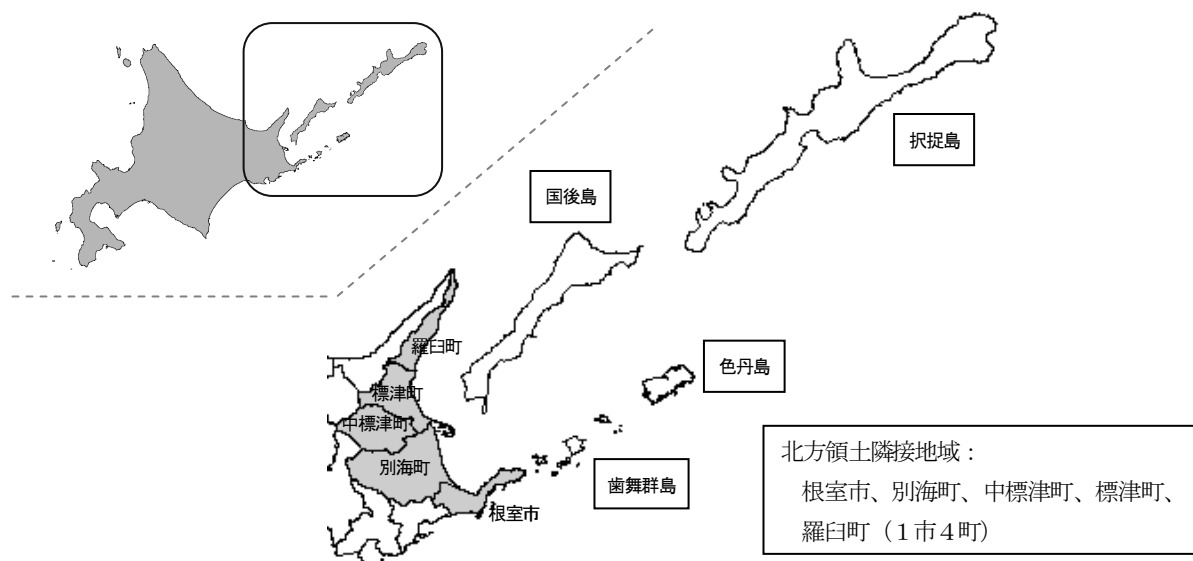 択捉島
国後島
羅臼町
色丹島
標津町
中標津町
別海町
歯舞群島
根室市
北方領土隣接地域：
根室市、別海町、中標津町、標津町、
羅臼町（１市４町）